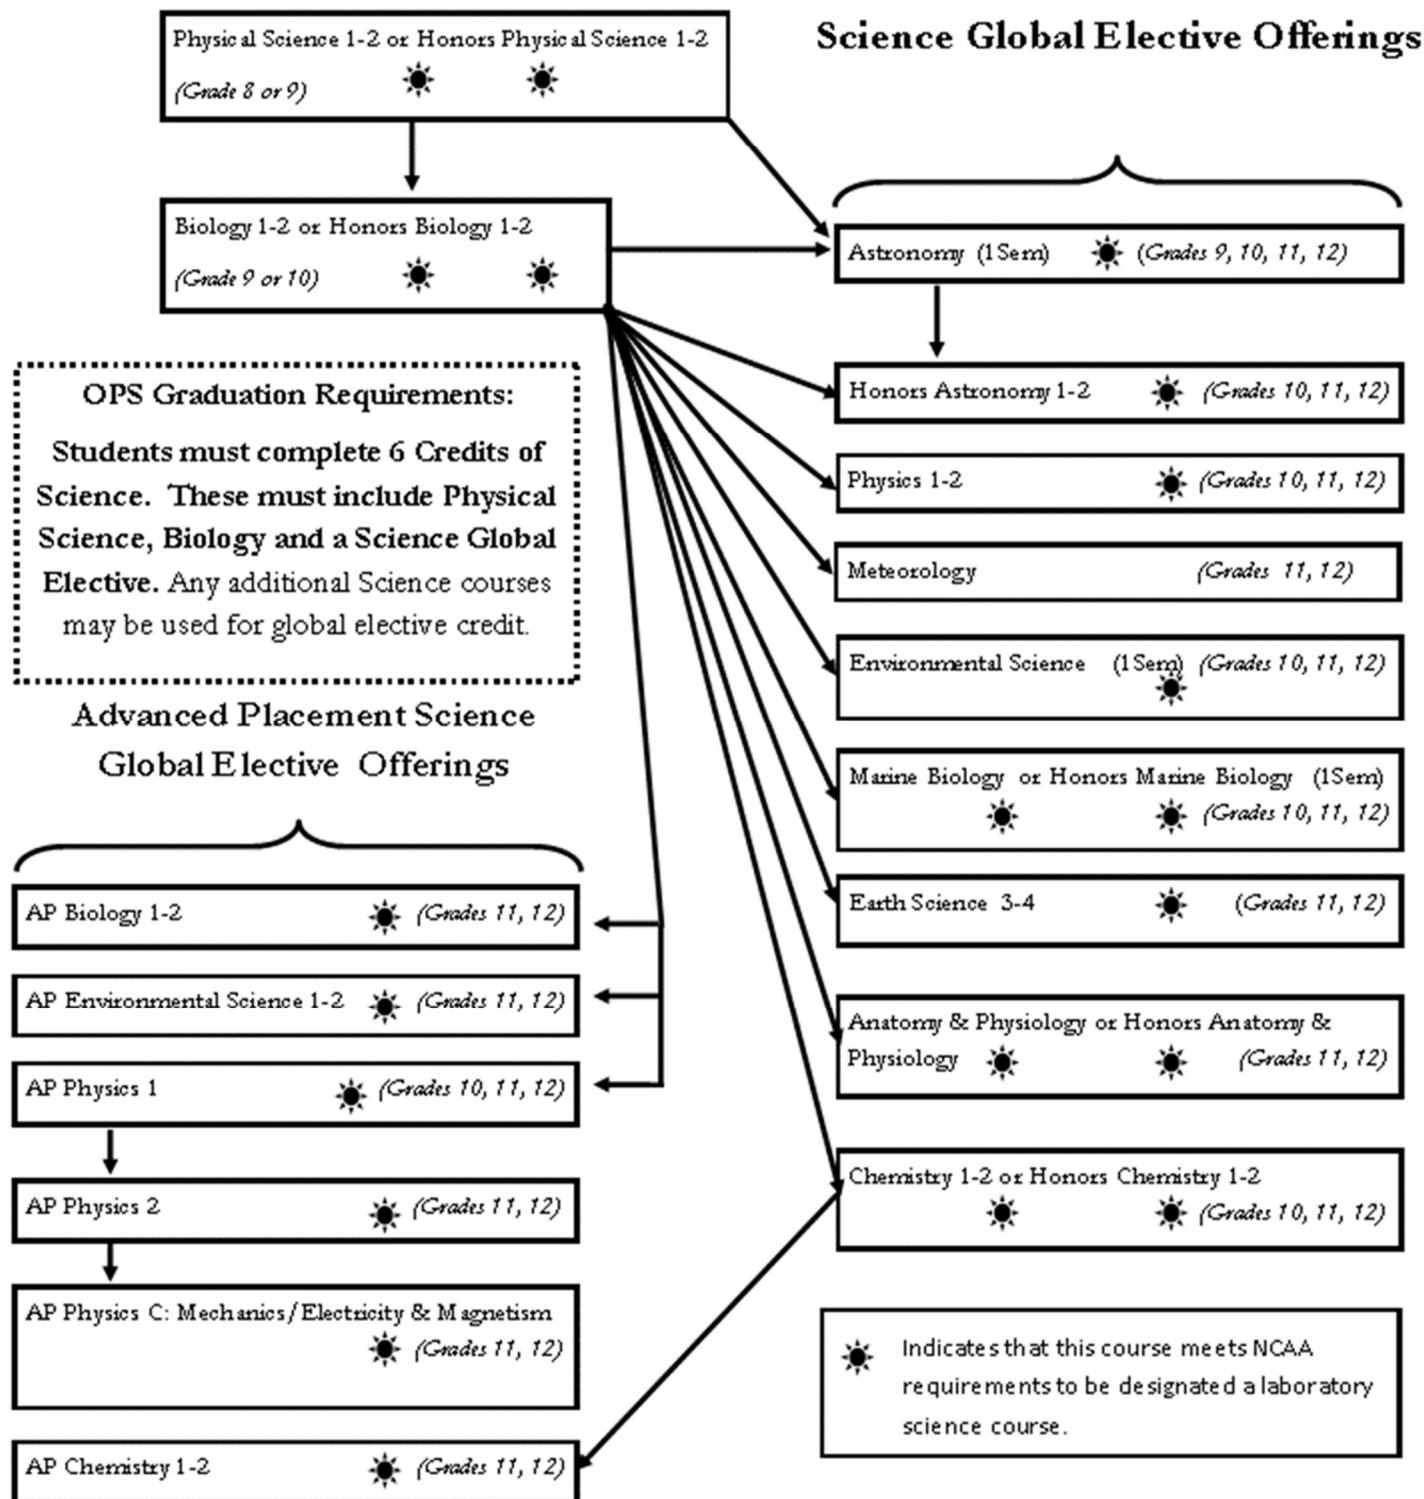 Physical Science 1-2 or Honors Physical Science 1-2
(Grade 8 or 9)
Science Global Elective Offerings
Biology 1-2 or Honors Biology 1-2
(Grade 9 or 10)
Astronomy (1Sem) (Grades 9, 10, 11, 12)
Honors Astronomy 1-2 (Grades 10, 11, 12)
Physics 1-2 (Grades 10, 11, 12)
Meteorology (Grades 11, 12)
Environmental Science (1Sem) (Grades 10, 11, 12)
Marine Biology or Honors Marine Biology (1Sem)
(Grades 10, 11, 12)
Earth Science 3-4 (Grades 11, 12)
Anatomy & Physiology or Honors Anatomy &
Physiology (Grades 11, 12)
Chemistry 1-2 or Honors Chemistry 1-2
(Grades 10, 11, 12)
OPS Graduation Requirements:
Students must complete 6 Credits of
Science. These must include Physical
Science, Biology and a Science Global
Elective. Any additional Science courses
may be used for global elective credit.
Advanced Placement Science
Global Elective Offerings
AP Biology 1-2 (Grades 11, 12)
AP Environmental Science 1-2 (Grades 11, 12)
AP Physics 1 (Grades 10, 11, 12)
AP Physics 2 (Grades 11, 12)
AP Physics C: Mechanics/Electricity & Magnetism
(Grades 11, 12)
AP Chemistry 1-2 (Grades 11, 12)
Indicates that this course meets NCAA
requirements to be designated a laboratory
science course.